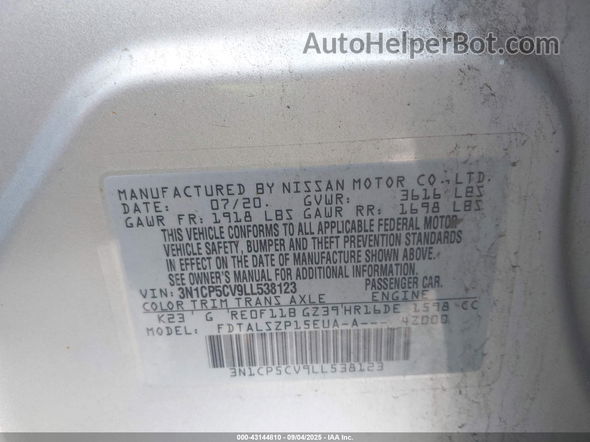 AutoHelperBot.com
MANUFACTURED BY NISSAN MOTOR CO., LTD.
DATE: 07/20. GVWR: 3616 LBS
GAWR FR: 1918 LBS GAWR RR: 1698 LBS
THIS VEHICLE CONFORMS TO ALL APPLICABLE FEDERAL MOTOR
VEHICLE SAFETY, BUMPER AND THEFT PREVENTION STANDARDS
IN EFFECT ON THE DATE OF MANUFACTURE SHOWN ABOVE.
SEE OWNER'S MANUAL FOR ADDITIONAL INFORMATION.
VIN: 3N1CP5CV9LL538123 PASSENGER CAR.
COLOR TRIM TRANS AXLE ENGINE
K23 G RE0F11B GZ39 HR16DE 1598 CC
MODEL: FDTALSZP15EUA-A--- 4Z000
3N1CP5CV9LL538123
000-43144610 - 09/04/2025 - IAA Inc.